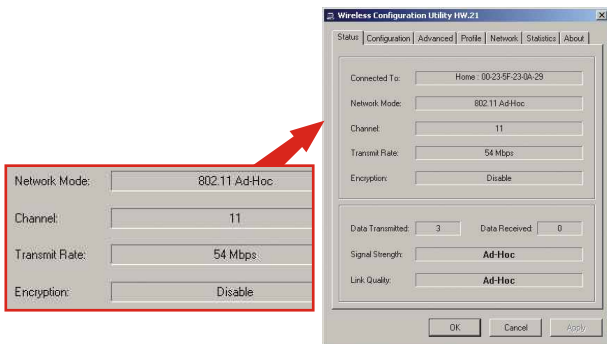 Wireless Configuration Utility HW.21
Status Configuration Advanced Profile Network Statistics About
Connected To: Home : 00-23-5F-23-0A-29
Network Mode: 802.11 Ad-Hoc
Channel: 11
Transmit Rate: 54 Mbps
Encryption: Disable
Data Transmitted: 3 Data Received: 0
Signal Strength: Ad-Hoc
Link Quality: Ad-Hoc
OK Cancel Apply
Network Mode: 802.11 Ad-Hoc
Channel: 11
Transmit Rate: 54 Mbps
Encryption: Disable